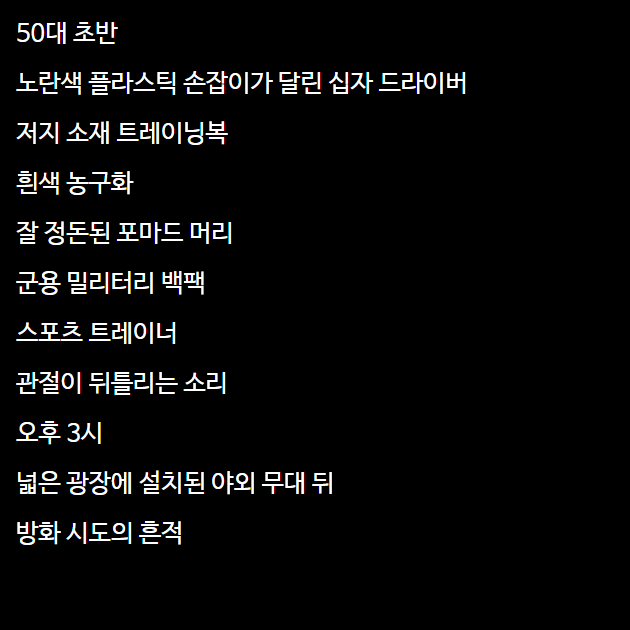 50대 초반
노란색 플라스틱 손잡이가 달린 십자 드라이버
저지 소재 트레이닝복
흰색 농구화
잘 정돈된 포마드 머리
군용 밀리터리 백팩
스포츠 트레이너
관절이 뒤틀리는 소리
오후 3시
넓은 광장에 설치된 야외 무대 뒤
방화 시도의 흔적